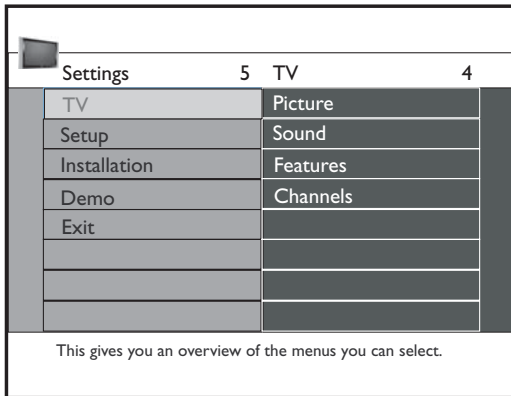 Settings 5 TV 4
TV Picture
Setup Sound
Installation Features
Demo Channels
Exit
This gives you an overview of the menus you can select.